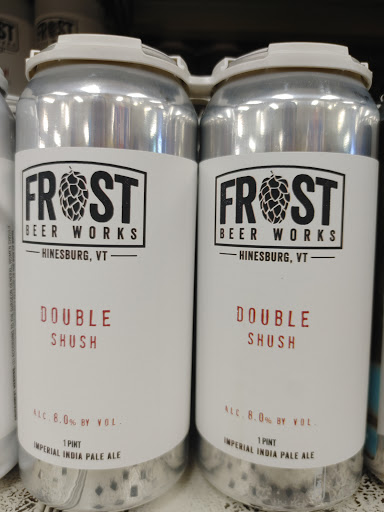 FROST
BEER WORKS
HINESBURG, VT
DOUBLE
SHUSH
ALC. 8.0% BY VOL.
1 PINT
IMPERIAL INDIA PALE ALE
FROST
BEER WORKS
HINESBURG, VT
DOUBLE
SHUSH
ALC. 8.0% BY VOL.
1 PINT
IMPERIAL INDIA PALE ALE